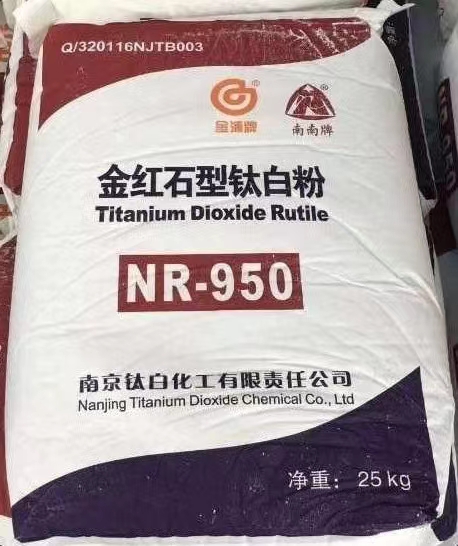 Q/320116NJTB003
金浦牌
南南牌
金红石型钛白粉
Titanium Dioxide Rutile
NR-950
南京钛白化工有限责任公司
Nanjing Titanium Dioxide Chemical Co., Ltd
净重: 25kg
NR-950